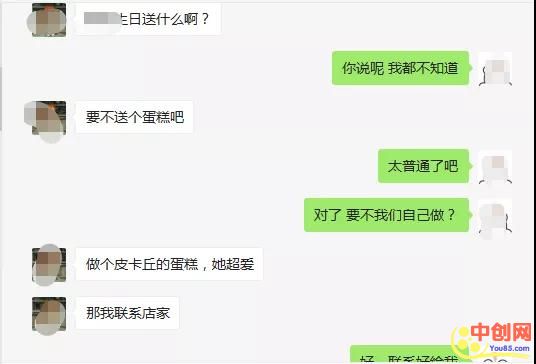 生日送什么啊？
你说呢 我都不知道
要不送个蛋糕吧
太普通了吧
对了 要不我们自己做？
做个皮卡丘的蛋糕，她超爱
那我联系店家
好，联系好给我
中创网
You85.com